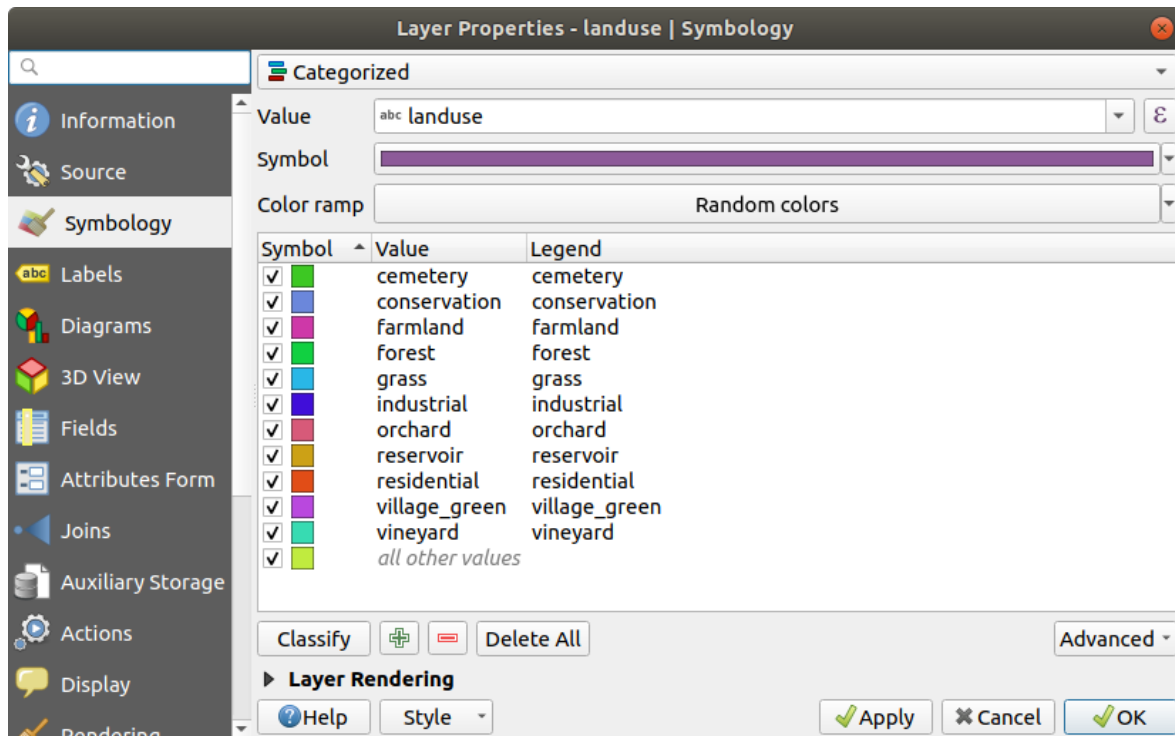 Layer Properties - landuse | Symbology
Categorized
Information
Source
Symbology
abc Labels
Diagrams
3D View
Fields
Attributes Form
Joins
Auxiliary Storage
Actions
Display
Rendering
Value abc landuse ε
Symbol
Color ramp Random colors
Symbol Value Legend
cemetery cemetery
conservation conservation
farmland farmland
forest forest
grass grass
industrial industrial
orchard orchard
reservoir reservoir
residential residential
village_green village_green
vineyard vineyard
all other values
Classify Delete All Advanced
Layer Rendering
Help Style Apply Cancel OK